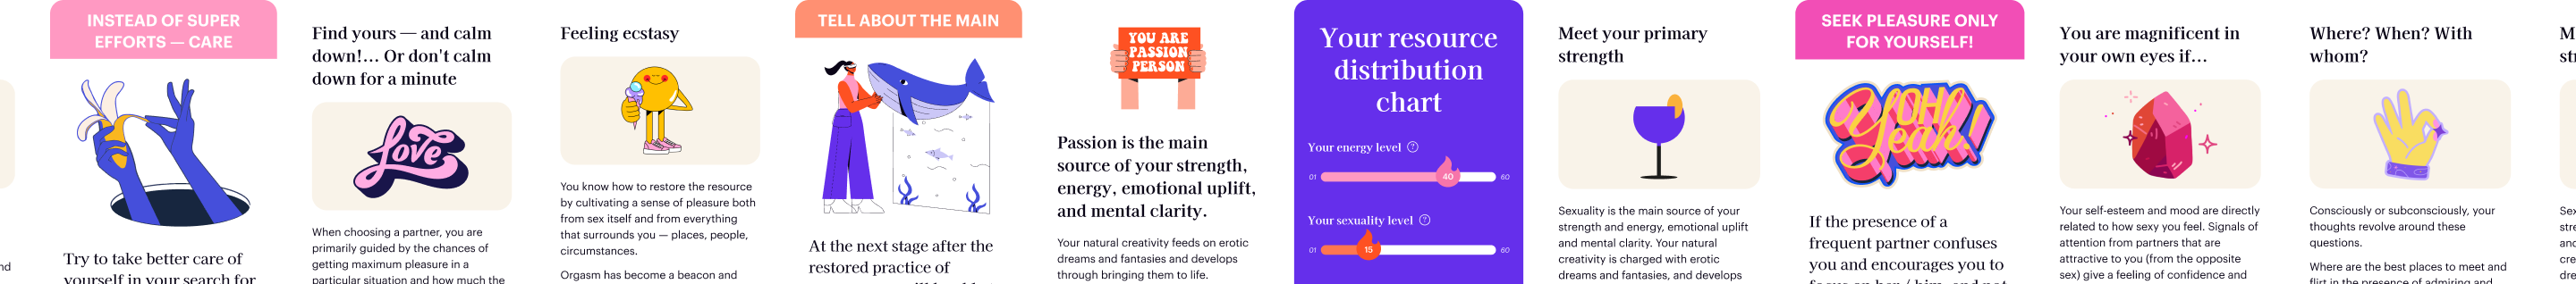 nd
INSTEAD OF SUPER
EFFORTS — CARE
Try to take better care of
yourself in your search for
Find yours — and calm
down!... Or don't calm
down for a minute
Love
When choosing a partner, you are
primarily guided by the chances of
getting maximum pleasure in a
particular situation and how much the
Feeling ecstasy
You know how to restore the resource
by cultivating a sense of pleasure both
from sex itself and from everything
that surrounds you — places, people,
circumstances.
Orgasm has become a beacon and
TELL ABOUT THE MAIN
At the next stage after the
restored practice of
YOU ARE
PASSION
PERSON
Passion is the main
source of your strength,
energy, emotional uplift,
and mental clarity.
Your natural creativity feeds on erotic
dreams and fantasies and develops
through bringing them to life.
Your resource
distribution
chart
Your energy level ?
01 40 60
Your sexuality level ?
01 15 60
Meet your primary
strength
Sexuality is the main source of your
strength and energy, emotional uplift
and mental clarity. Your natural
creativity is charged with erotic
dreams and fantasies, and develops
SEEK PLEASURE ONLY
FOR YOURSELF!
OH!
Yeah!
If the presence of a
frequent partner confuses
you and encourages you to
You are magnificent in
your own eyes if...
Your self-esteem and mood are directly
related to how sexy you feel. Signals of
attention from partners that are
attractive to you (from the opposite
sex) give a feeling of confidence and
Where? When? With
whom?
Consciously or subconsciously, your
thoughts revolve around these
questions.
Where are the best places to meet and
flirt in the presence of admiring and